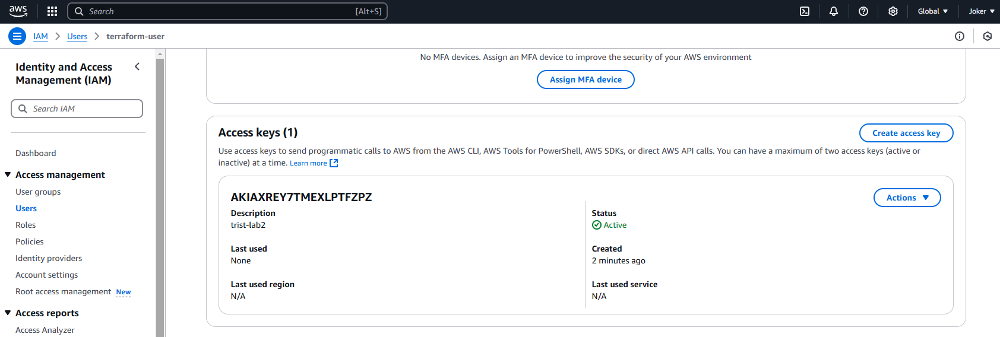 aws
Search
[Alt+S]
Global
Joker
IAM
Users
terraform-user
Identity and Access
Management (IAM)
Search IAM
Dashboard
Access management
User groups
Users
Roles
Policies
Identity providers
Account settings
Root access management New
Access reports
Access Analyzer
No MFA devices. Assign an MFA device to improve the security of your AWS environment
Assign MFA device
Access keys (1)
Create access key
Use access keys to send programmatic calls to AWS from the AWS CLI, AWS Tools for PowerShell, AWS SDKs, or direct AWS API calls. You can have a maximum of two access keys (active or
inactive) at a time. Learn more
AKIAXREY7TMEXLPTFZPZ
Actions
Description
trist-lab2
Status
Active
Last used
None
Created
2 minutes ago
Last used region
N/A
Last used service
N/A